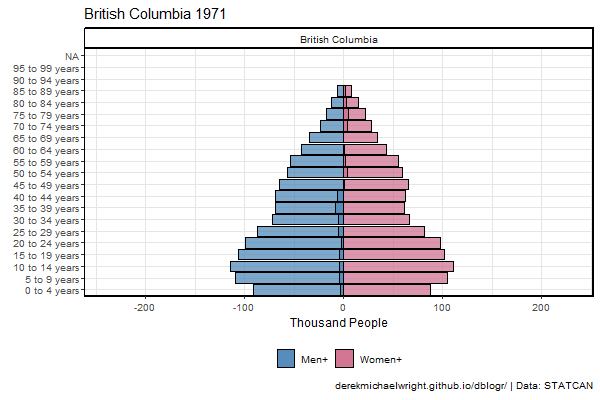 British Columbia 1971
British Columbia
NA
95 to 99 years
90 to 94 years
85 to 89 years
80 to 84 years
75 to 79 years
70 to 74 years
65 to 69 years
60 to 64 years
55 to 59 years
50 to 54 years
45 to 49 years
40 to 44 years
35 to 39 years
30 to 34 years
25 to 29 years
20 to 24 years
15 to 19 years
10 to 14 years
5 to 9 years
0 to 4 years
-200 -100 0 100 200
Thousand People
Men+ Women+
derekmichaelwright.github.io/dblogr/ | Data: STATCAN